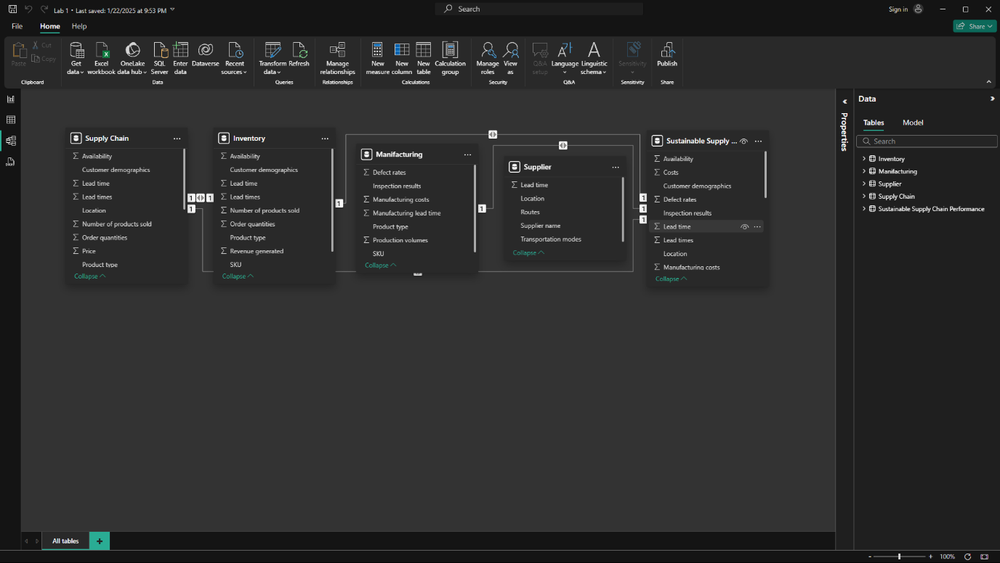 Lab 1 • Last saved: 1/22/2025 at 9:53 PM
Search
Sign in
File
Home
Help
Share
Paste
Cut
Copy
Clipboard
Get data
Excel workbook
OneLake data hub
SQL Server
Enter data
Dataverse
Recent sources
Data
Transform data
Refresh
Queries
Manage relationships
Relationships
New measure
New column
New table
Calculation group
Calculations
Manage roles
View as
Security
Q&A setup
Language
Linguistic schema
Q&A
Sensitivity
Sensitivity
Publish
Share
Supply Chain
Availability
Customer demographics
Lead time
Lead times
Location
Number of products sold
Order quantities
Price
Product type
Collapse
1
1
1
Inventory
Availability
Customer demographics
Lead time
Lead times
Number of products sold
Order quantities
Product type
Revenue generated
SKU
Collapse
1
Manifacturing
Defect rates
Inspection results
Manufacturing costs
Manufacturing lead time
Product type
Production volumes
SKU
Collapse
1
Supplier
Lead time
Location
Routes
Supplier name
Transportation modes
Collapse
1
1
1
Sustainable Supply ...
Availability
Costs
Customer demographics
Defect rates
Inspection results
Lead time
Lead times
Location
Manufacturing costs
Collapse
Properties
Data
Tables
Model
Search
Inventory
Manifacturing
Supplier
Supply Chain
Sustainable Supply Chain Performance
All tables
+
- + 100%